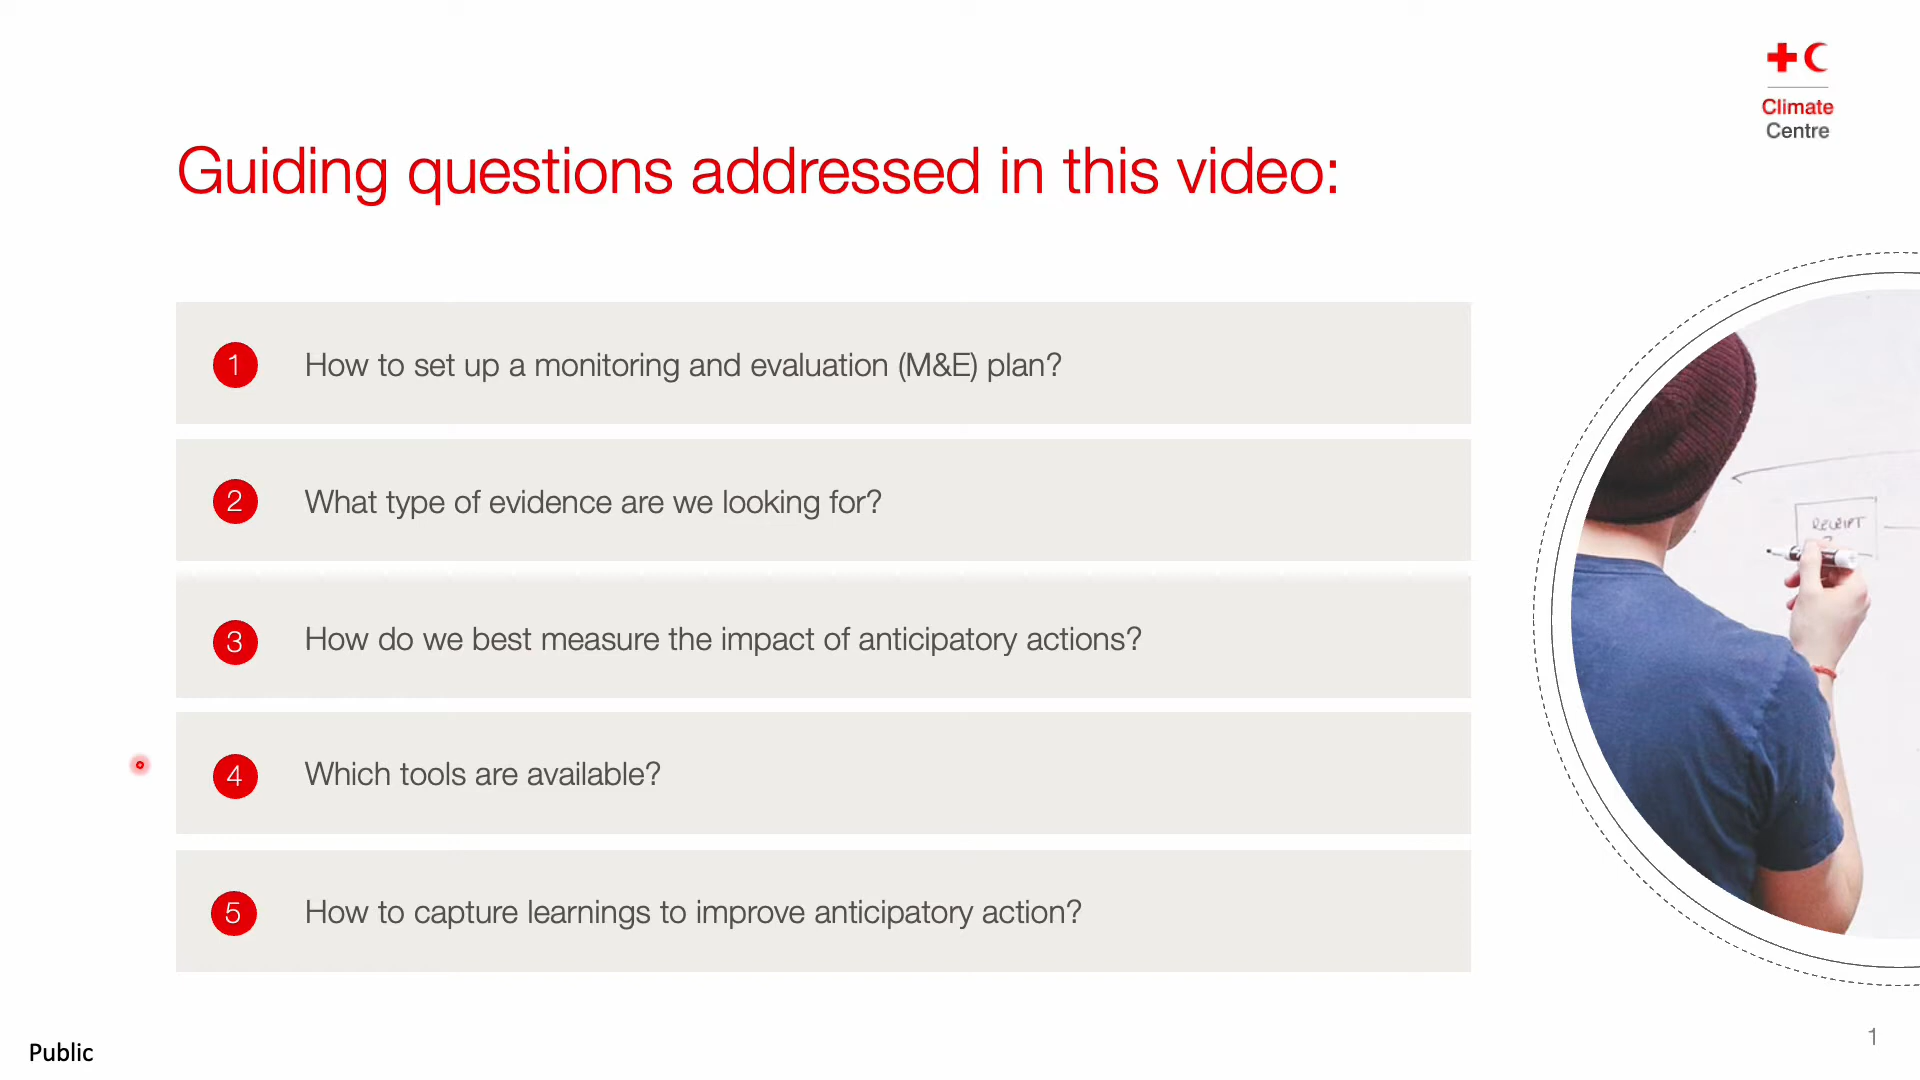 Climate
Centre
Guiding questions addressed in this video:
1 How to set up a monitoring and evaluation (M&E) plan?
2 What type of evidence are we looking for?
RECEIPT
?
3 How do we best measure the impact of anticipatory actions?
4 Which tools are available?
5 How to capture learnings to improve anticipatory action?
Public
1